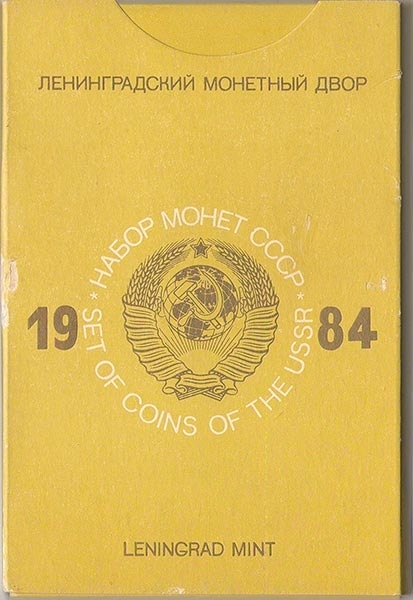 ЛЕНИНГРАДСКИЙ МОНЕТНЫЙ ДВОР
НАБОР МОНЕТ СССР
19 84
SET OF COINS OF THE USSR
LENINGRAD MINT